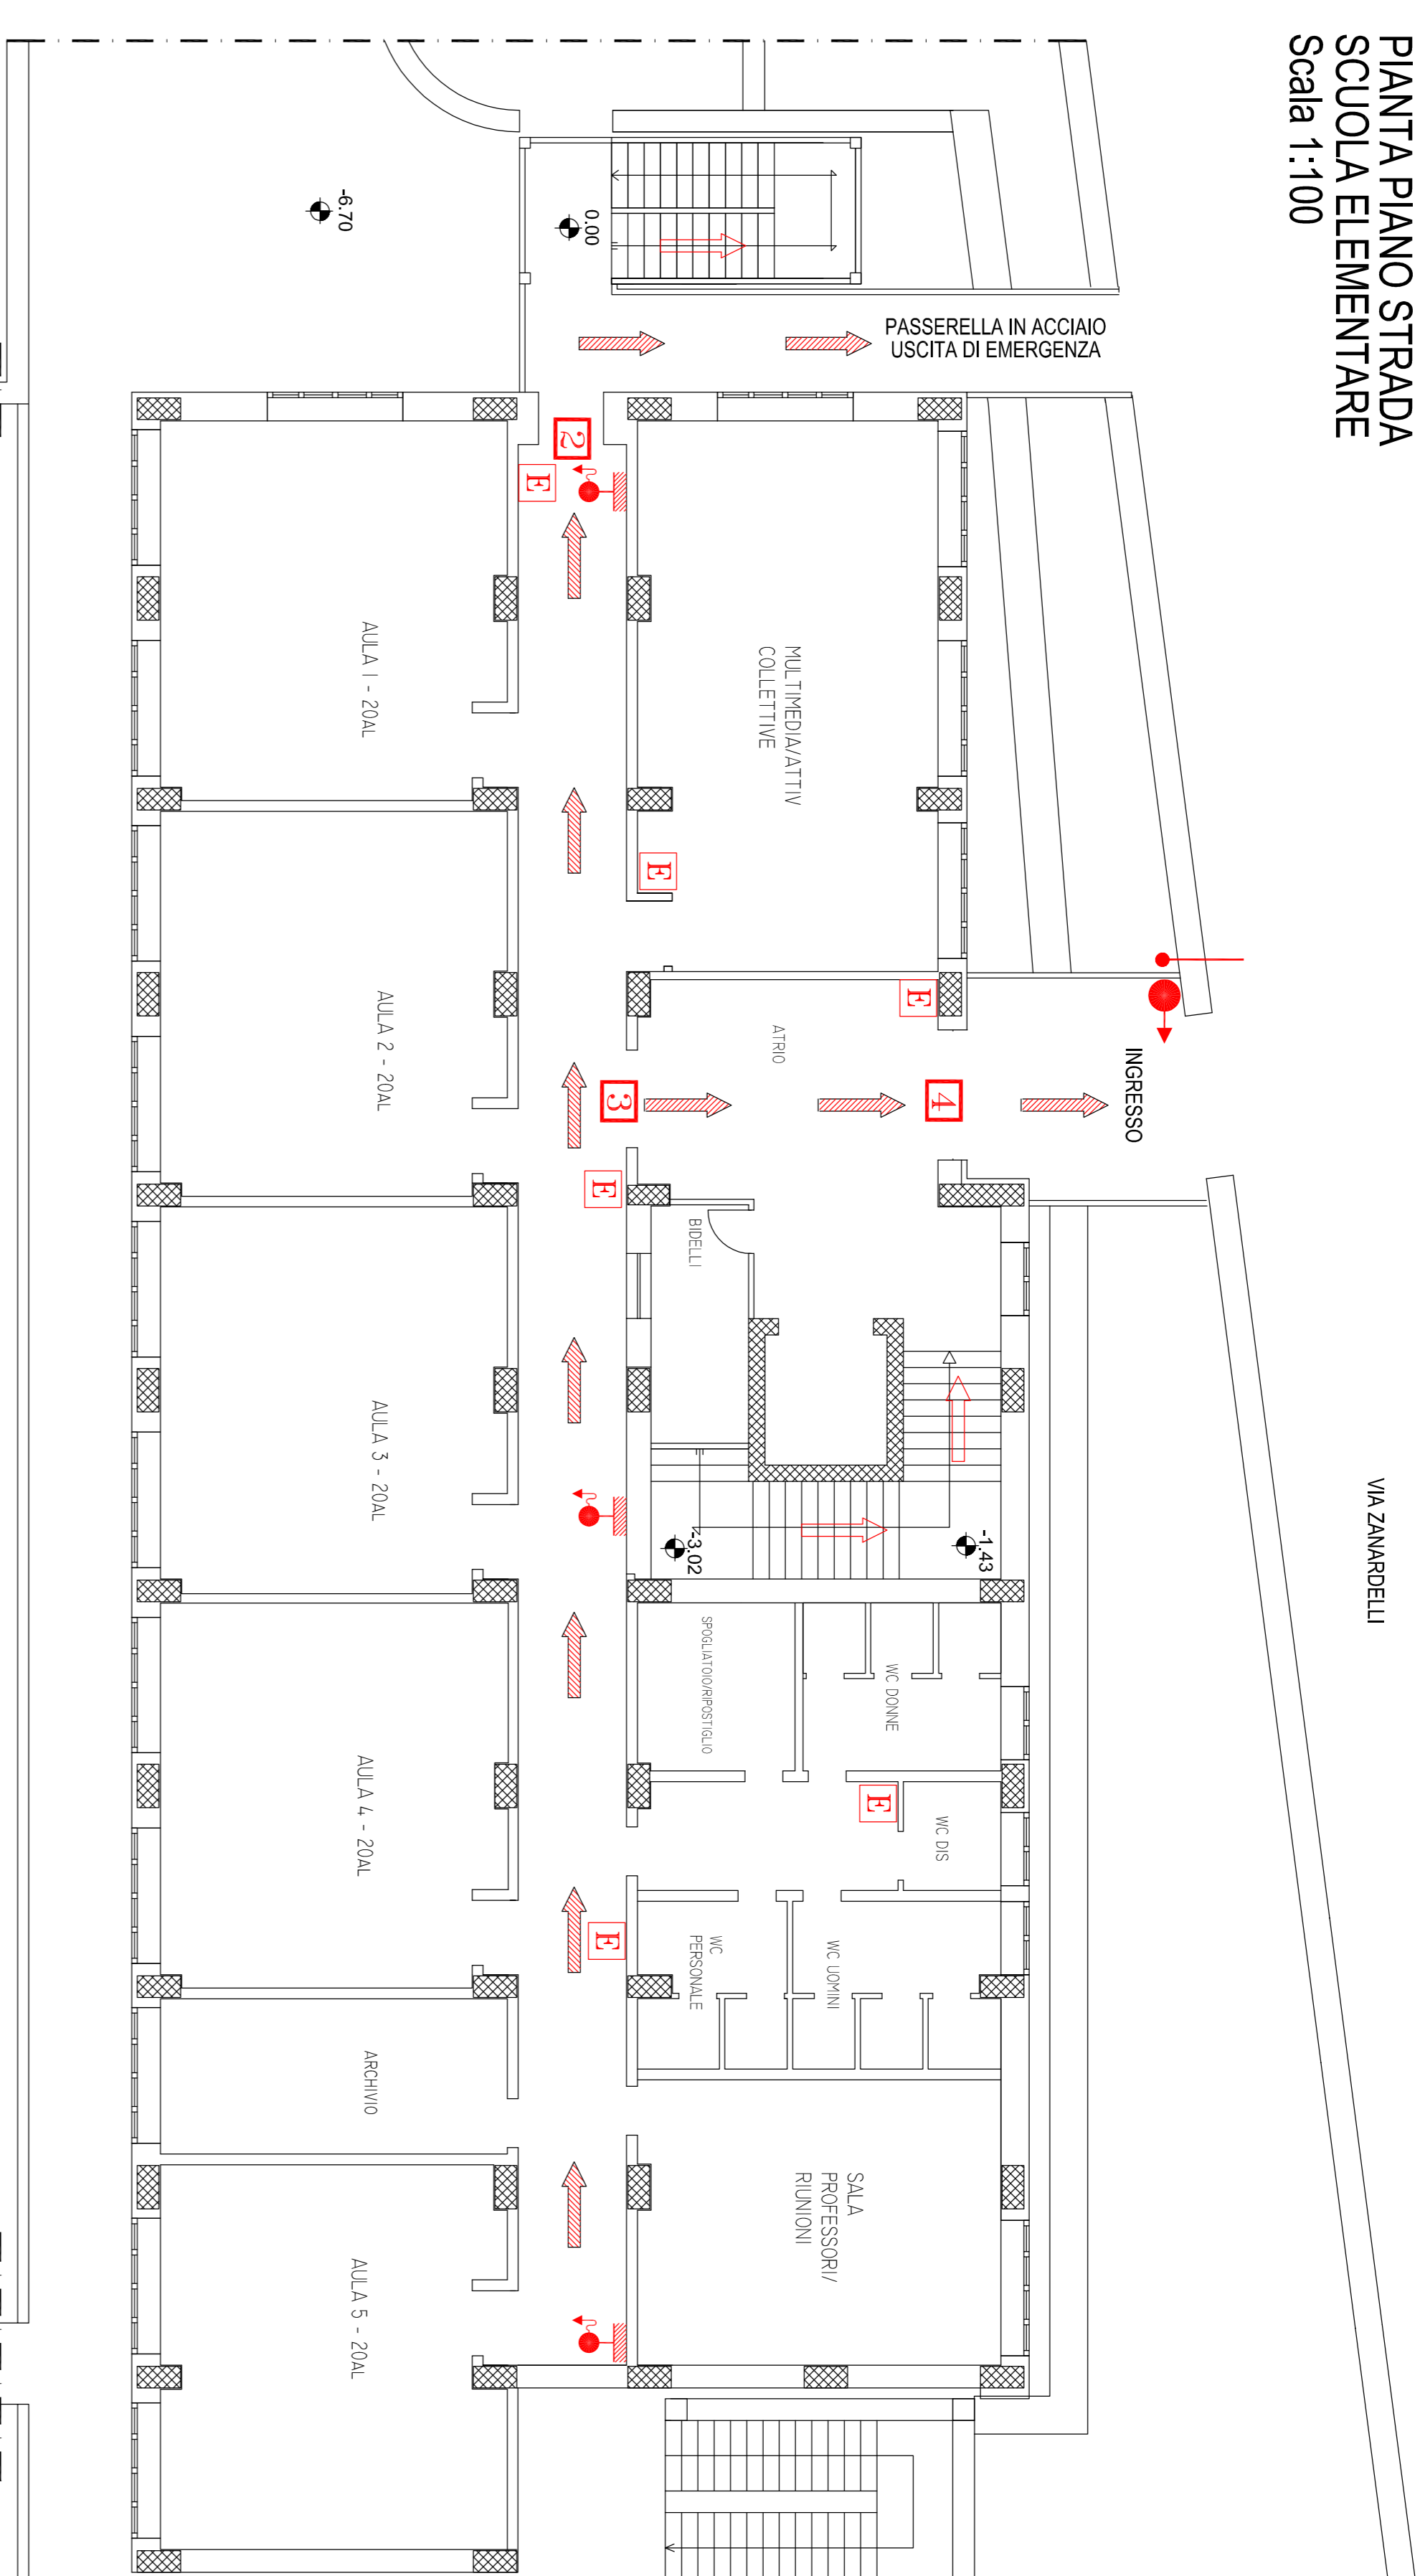 PIANTA PIANO STRADA
SCUOLA ELEMENTARE
Scala 1:100
VIA ZANARDELLI
INGRESSO
PASSERELLA IN ACCIAIO
USCITA DI EMERGENZA
0.00
-6.70
2
E
MULTIMEDIA/ATTIV
COLLETTIVE
E
E
ATRIO
3
4
E
BIDELLI
-1.43
-3.02
SPOGLIATOIO/RIPOSTIGLIO
WC DONNE
WC DIS
E
E
WC
PERSONALE
WC UOMINI
SALA
PROFESSORI/
RIUNIONI
AULA 1 - 20AL
AULA 2 - 20AL
AULA 3 - 20AL
AULA 4 - 20AL
ARCHIVIO
AULA 5 - 20AL